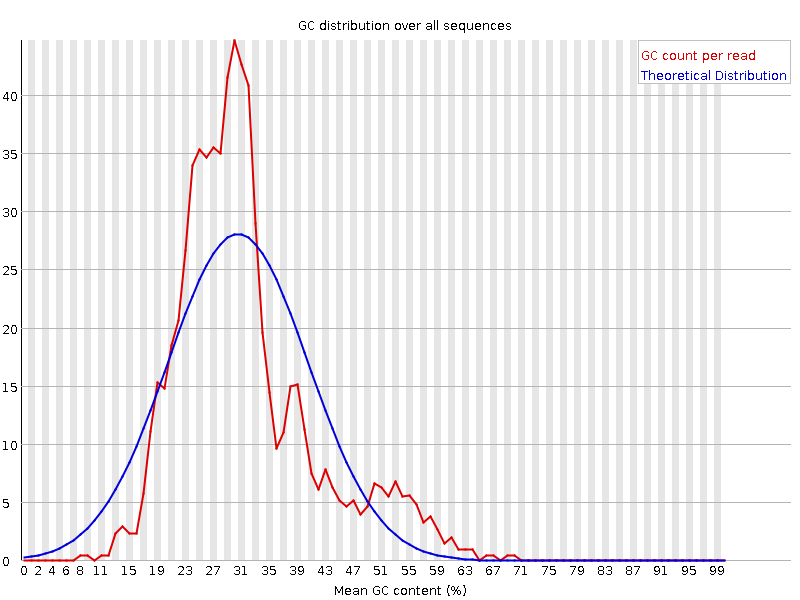 GC distribution over all sequences
GC count per read
Theoretical Distribution
40
35
30
25
20
15
10
5
0
0 2 4 6 8 11 15 19 23 27 31 35 39 43 47 51 55 59 63 67 71 75 79 83 87 91 95 99
Mean GC content (%)